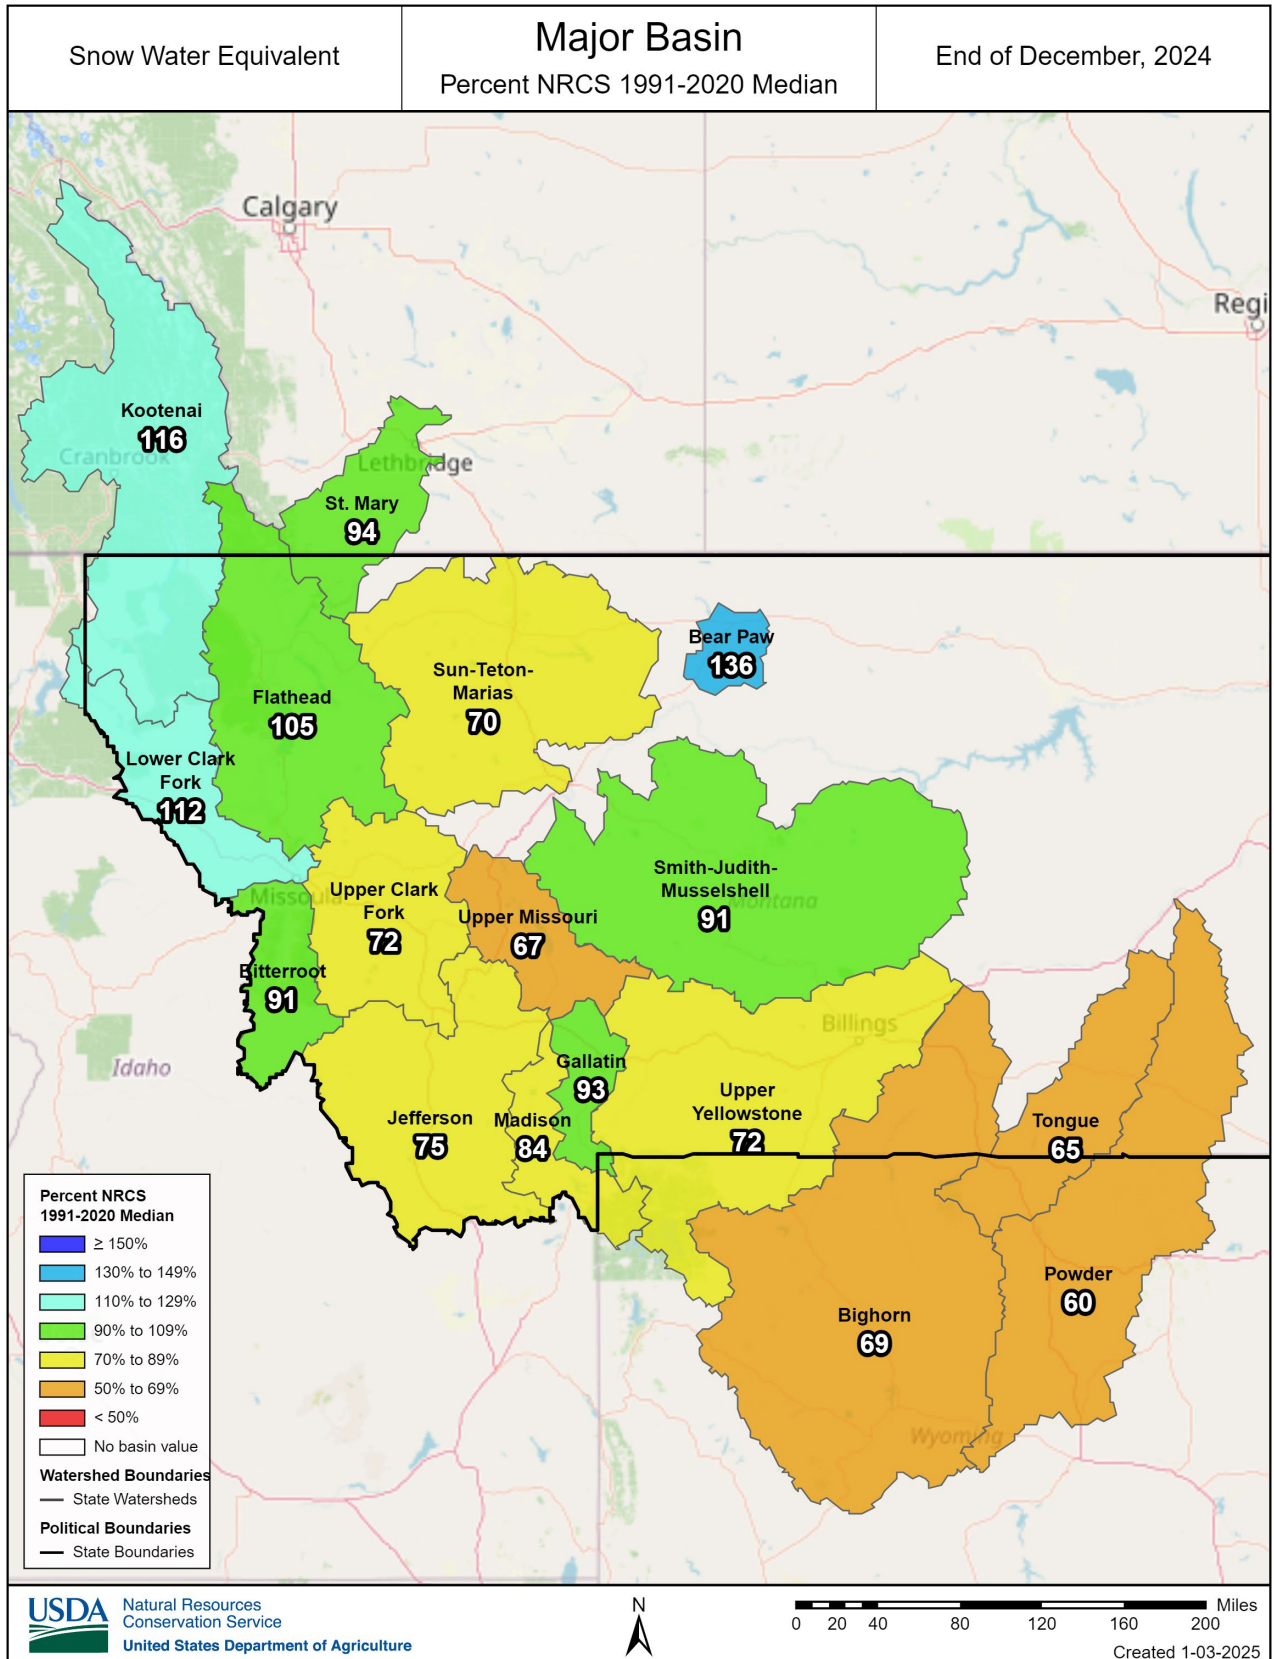 Snow Water Equivalent
Major Basin
Percent NRCS 1991-2020 Median
End of December, 2024
Calgary
Regi
Kootenai
116
Cranbrook
Lethbridge
St. Mary
94
Bear Paw
136
Sun-Teton-
Marias
70
Flathead
105
Lower Clark
Fork
112
Smith-Judith-
Musselshell
91
Montana
Missoula
Upper Clark
Fork
72
Upper Missouri
67
Bitterroot
91
Billings
Idaho
Gallatin
93
Upper
Yellowstone
72
Jefferson
75
Madison
84
Tongue
65
Powder
60
Bighorn
69
Wyoming
Percent NRCS
1991-2020 Median
≥ 150%
130% to 149%
110% to 129%
90% to 109%
70% to 89%
50% to 69%
< 50%
No basin value
Watershed Boundaries
State Watersheds
Political Boundaries
State Boundaries
USDA
Natural Resources
Conservation Service
United States Department of Agriculture
N
Miles
0 20 40 80 120 160 200
Created 1-03-2025